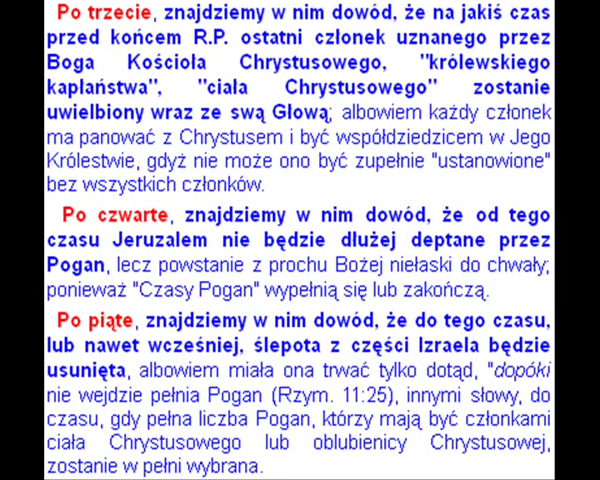 Po trzecie, znajdziemy w nim dowód, że na jakiś czas
przed końcem R.P. ostatni członek uznanego przez
Boga Kościoła Chrystusowego, "królewskiego
kapłaństwa", "ciała Chrystusowego" zostanie
uwielbiony wraz ze swą Głową; albowiem każdy członek
ma panować z Chrystusem i być współdziedzicem w Jego
Królestwie, gdyż nie może ono być zupełnie "ustanowione"
bez wszystkich członków.
Po czwarte, znajdziemy w nim dowód, że od tego
czasu Jeruzalem nie będzie dłużej deptane przez
Pogan, lecz powstanie z prochu Bożej niełaski do chwały;
ponieważ "Czasy Pogan" wypełnią się lub zakończą.
Po piąte, znajdziemy w nim dowód, że do tego czasu,
lub nawet wcześniej, ślepota z części Izraela będzie
usunięta, albowiem miała ona trwać tylko dotąd, "dopóki
nie wejdzie pełnia Pogan (Rzym. 11:25), innymi słowy, do
czasu, gdy pełna liczba Pogan, którzy mają być członkami
ciała Chrystusowego lub oblubienicy Chrystusowej,
zostanie w pełni wybrana.